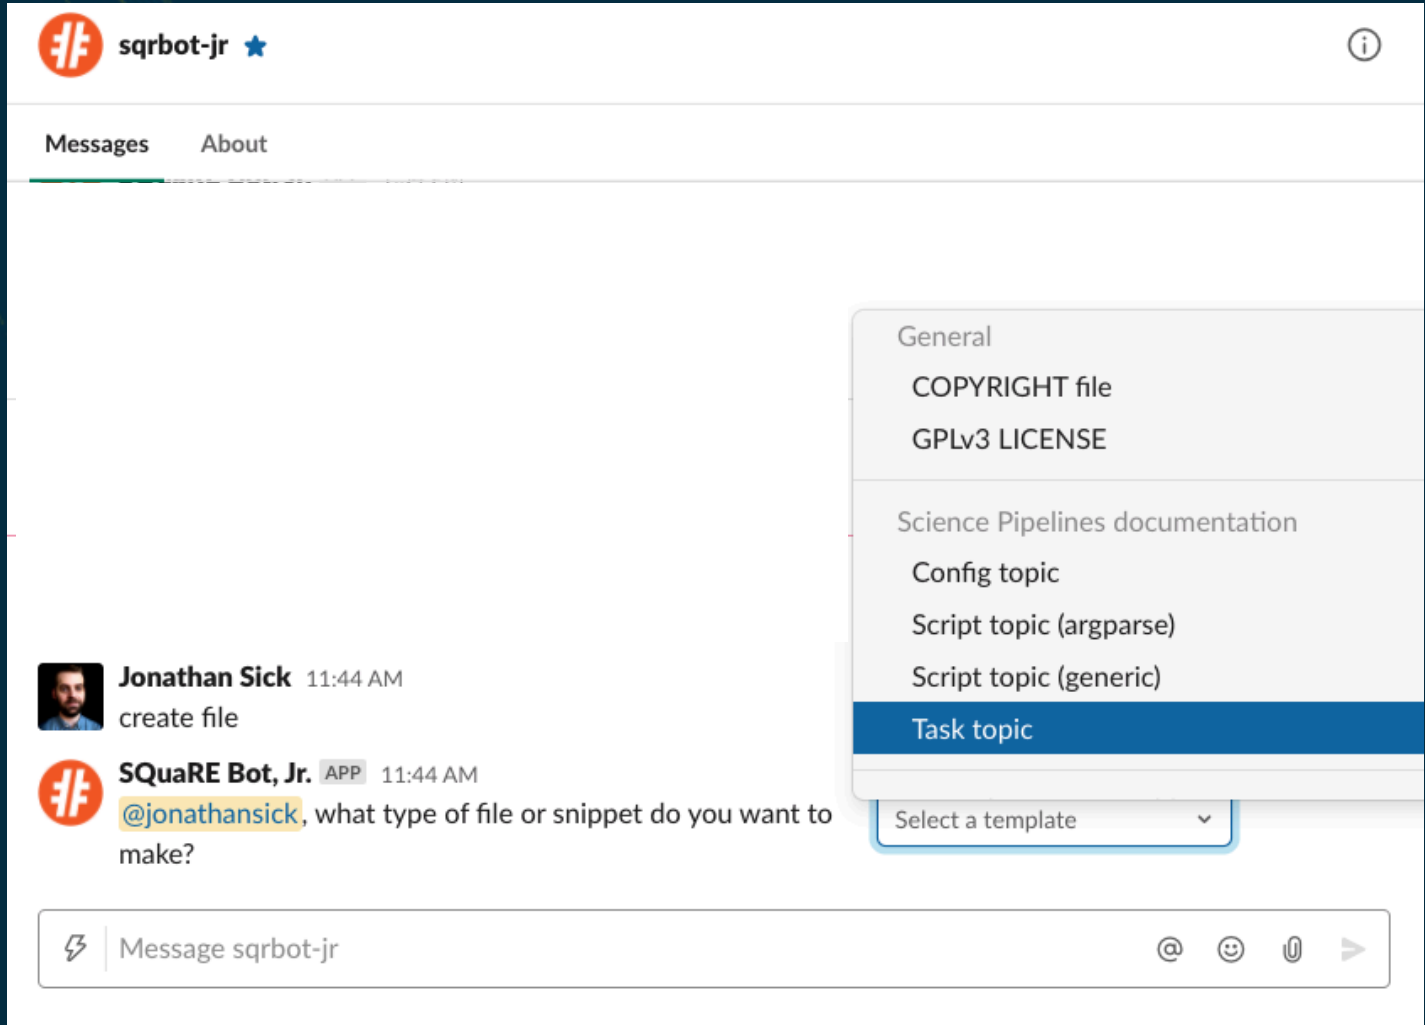 sqrbot-jr
Messages About
General
COPYRIGHT file
GPLv3 LICENSE
Science Pipelines documentation
Config topic
Script topic (argparse)
Script topic (generic)
Task topic
Jonathan Sick 11:44 AM
create file
SQuaRE Bot, Jr. APP 11:44 AM
@jonathansick, what type of file or snippet do you want to
make?
Select a template
Message sqrbot-jr